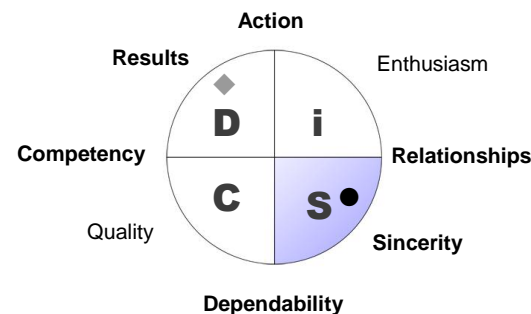 Action
Results
Enthusiasm
D i
Competency
Relationships
C S
Quality
Sincerity
Dependability